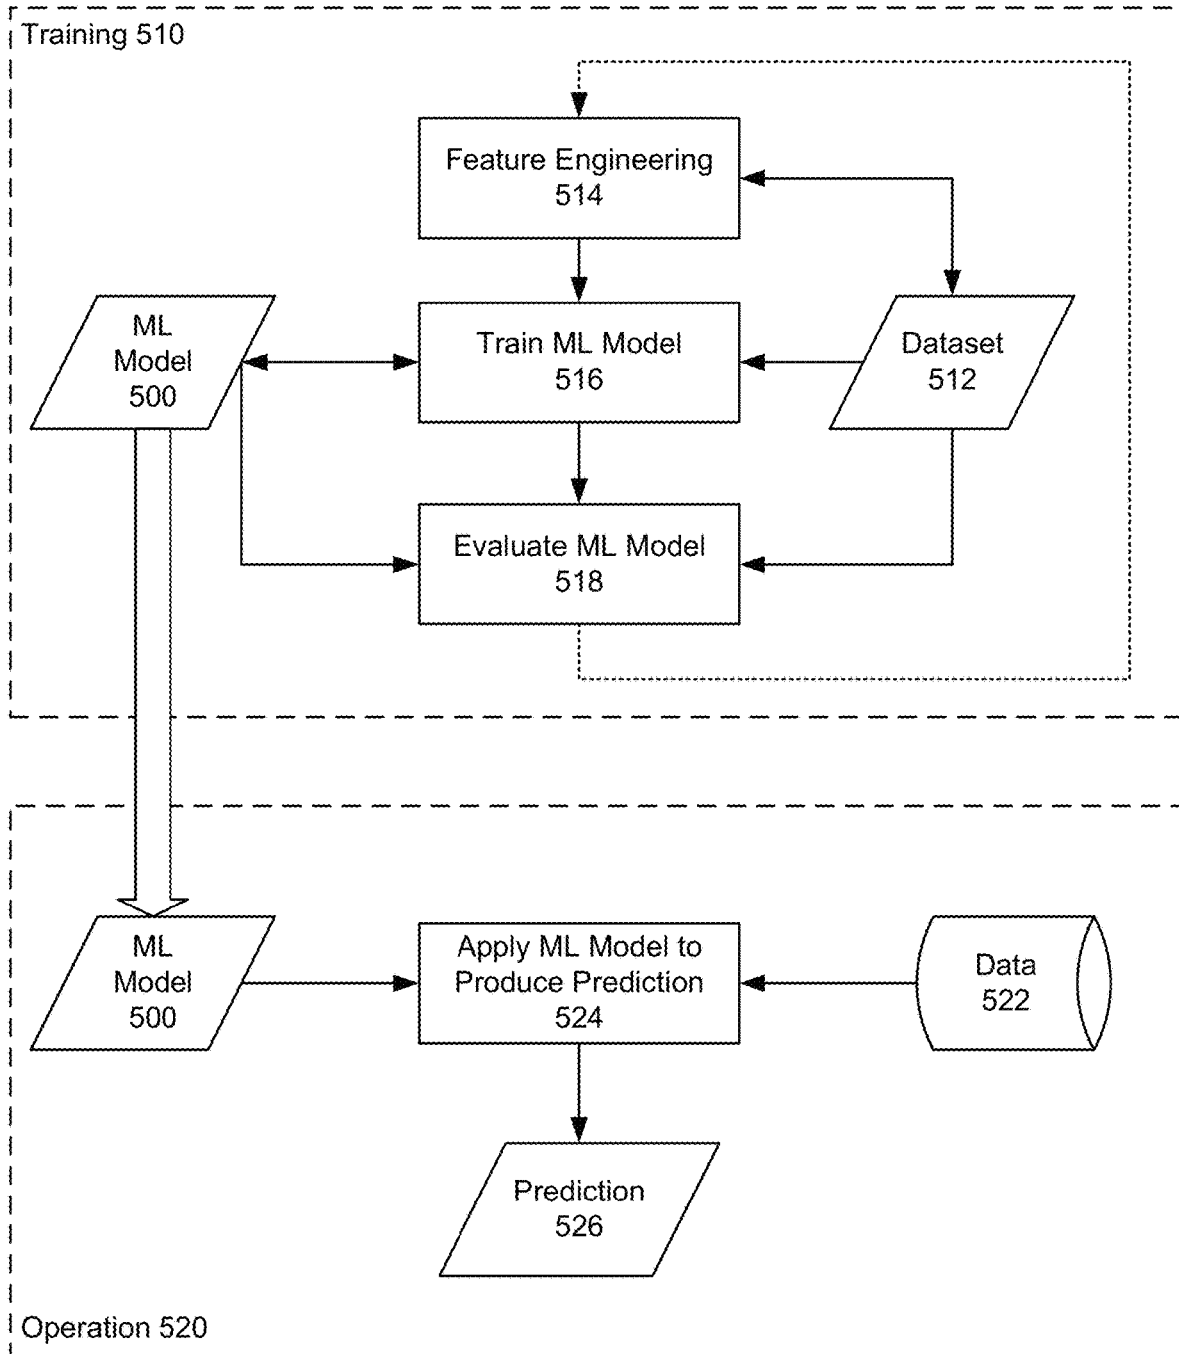 Training 510
Feature Engineering
514
ML
Model
500
Train ML Model
516
Dataset
512
Evaluate ML Model
518
ML
Model
500
Apply ML Model to
Produce Prediction
524
Data
522
Prediction
526
Operation 520